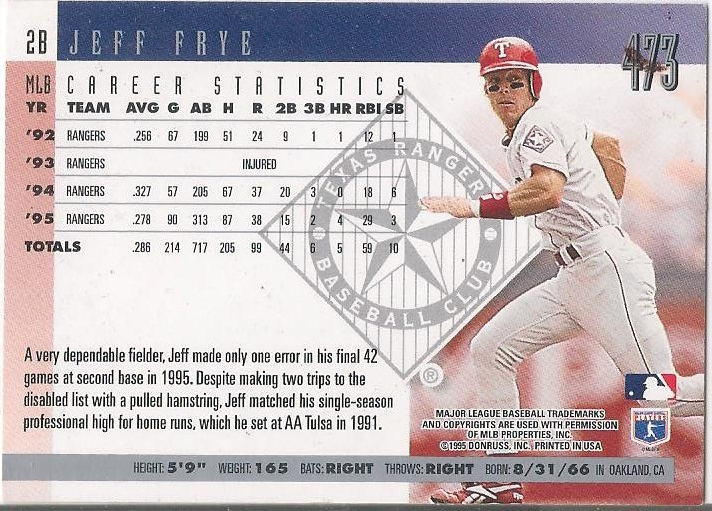 2B JEFF FRYE 473
MLB CAREER STATISTICS
YR TEAM AVG G AB H R 2B 3B HR RBI SB
'92 RANGERS .256 67 199 51 24 9 1 1 12 1
'93 RANGERS INJURED
'94 RANGERS .327 57 205 67 37 20 3 0 18 6
'95 RANGERS .278 90 313 87 38 15 2 4 29 3
TOTALS .286 214 717 205 99 44 6 5 59 10
TEXAS RANGERS
BASEBALL CLUB
®
T
A very dependable fielder, Jeff made only one error in his final 42
games at second base in 1995. Despite making two trips to the
disabled list with a pulled hamstring, Jeff matched his single-season
professional high for home runs, which he set at AA Tulsa in 1991.
MAJOR LEAGUE BASEBALL TRADEMARKS
AND COPYRIGHTS ARE USED WITH PERMISSION
OF MLB PROPERTIES, INC.
©1995 DONRUSS, INC. PRINTED IN USA
PLAYERS
HEIGHT: 5'9" WEIGHT: 165 BATS: RIGHT THROWS: RIGHT BORN: 8/31/66 IN OAKLAND, CA